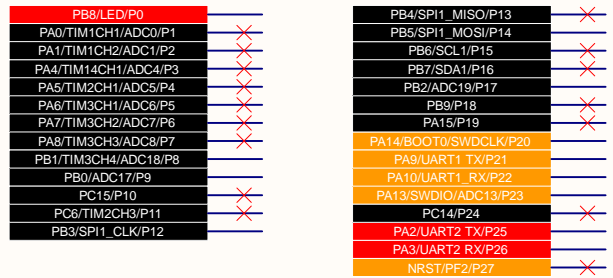 PB8/LED/P0
PA0/TIM1CH1/ADC0/P1
PA1/TIM1CH2/ADC1/P2
PA4/TIM14CH1/ADC4/P3
PA5/TIM2CH1/ADC5/P4
PA6/TIM3CH1/ADC6/P5
PA7/TIM3CH2/ADC7/P6
PA8/TIM3CH3/ADC8/P7
PB1/TIM3CH4/ADC18/P8
PB0/ADC17/P9
PC15/P10
PC6/TIM2CH3/P11
PB3/SPI1_CLK/P12
PB4/SPI1_MISO/P13
PB5/SPI1_MOSI/P14
PB6/SCL1/P15
PB7/SDA1/P16
PB2/ADC19/P17
PB9/P18
PA15/P19
PA14/BOOT0/SWDCLK/P20
PA9/UART1 TX/P21
PA10/UART1_RX/P22
PA13/SWDIO/ADC13/P23
PC14/P24
PA2/UART2 TX/P25
PA3/UART2 RX/P26
NRST/PF2/P27